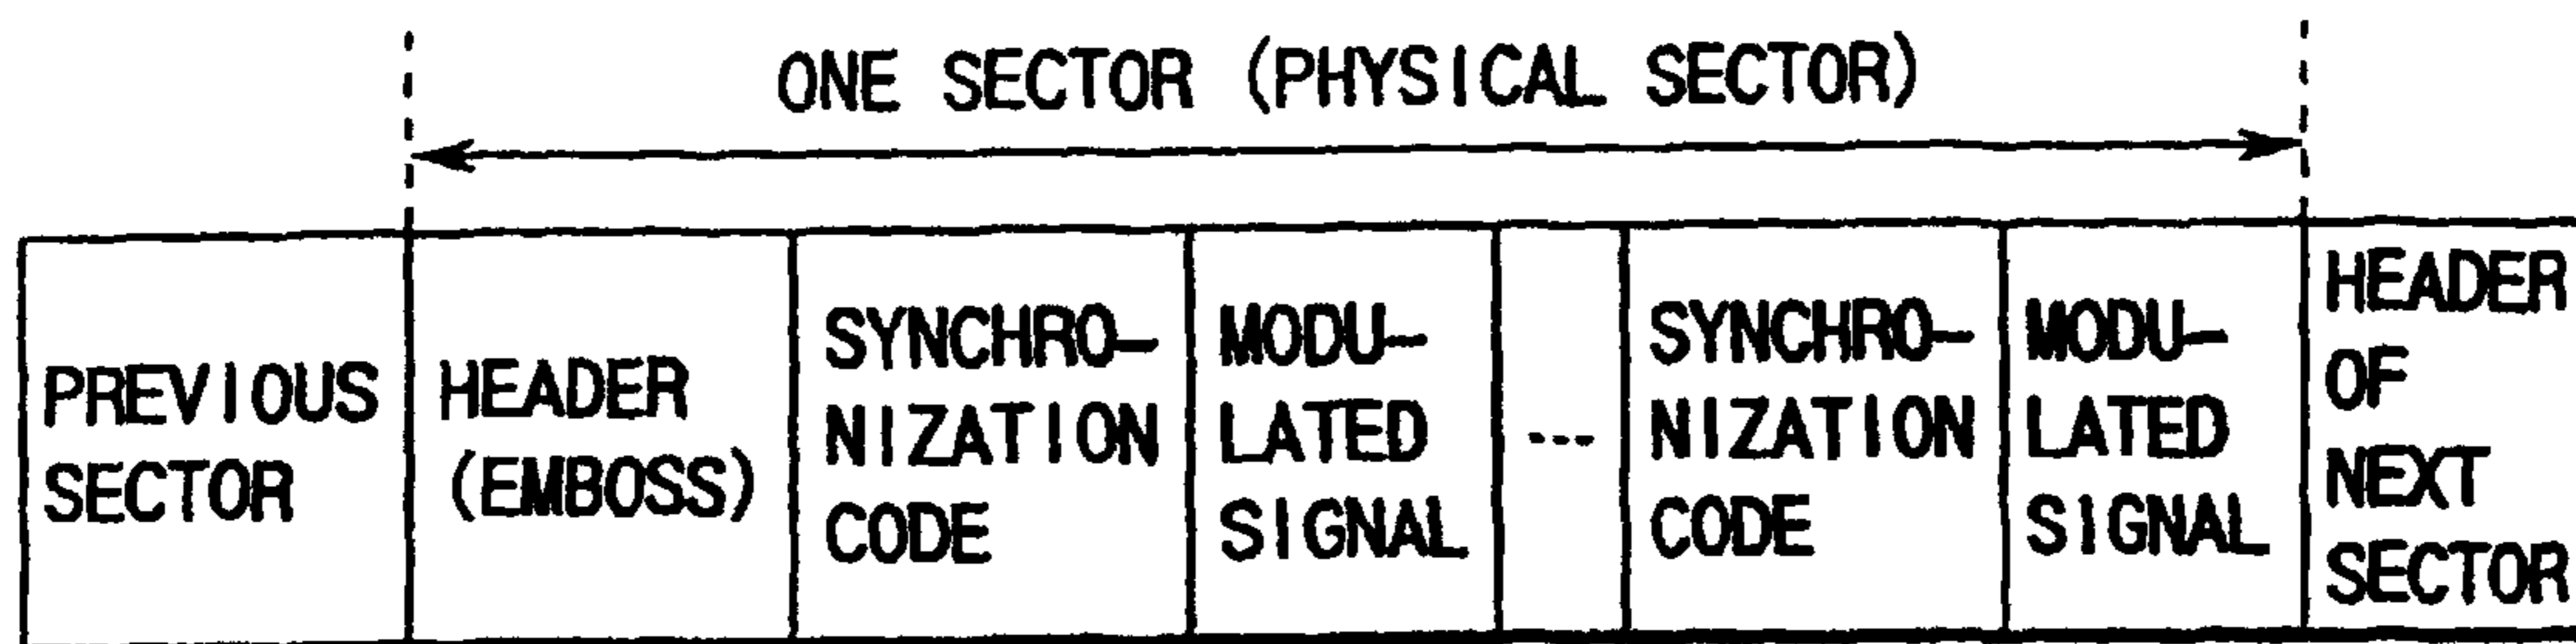 ONE SECTOR (PHYSICAL SECTOR)
PREVIOUS
SECTOR
HEADER
(EMBOSS)
SYNCHRO-
NIZATION
CODE
MODU-
LATED
SIGNAL
---
SYNCHRO-
NIZATION
CODE
MODU-
LATED
SIGNAL
HEADER
OF
NEXT
SECTOR